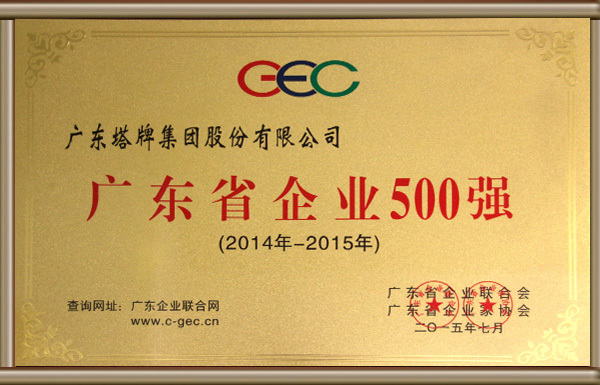 GEC
广东塔牌集团股份有限公司
广东省企业500强
(2014年-2015年)
查询网址：广东企业联合网
www.c-gec.cn
广东省企业联合会
广东省企业家协会
二〇一五年七月